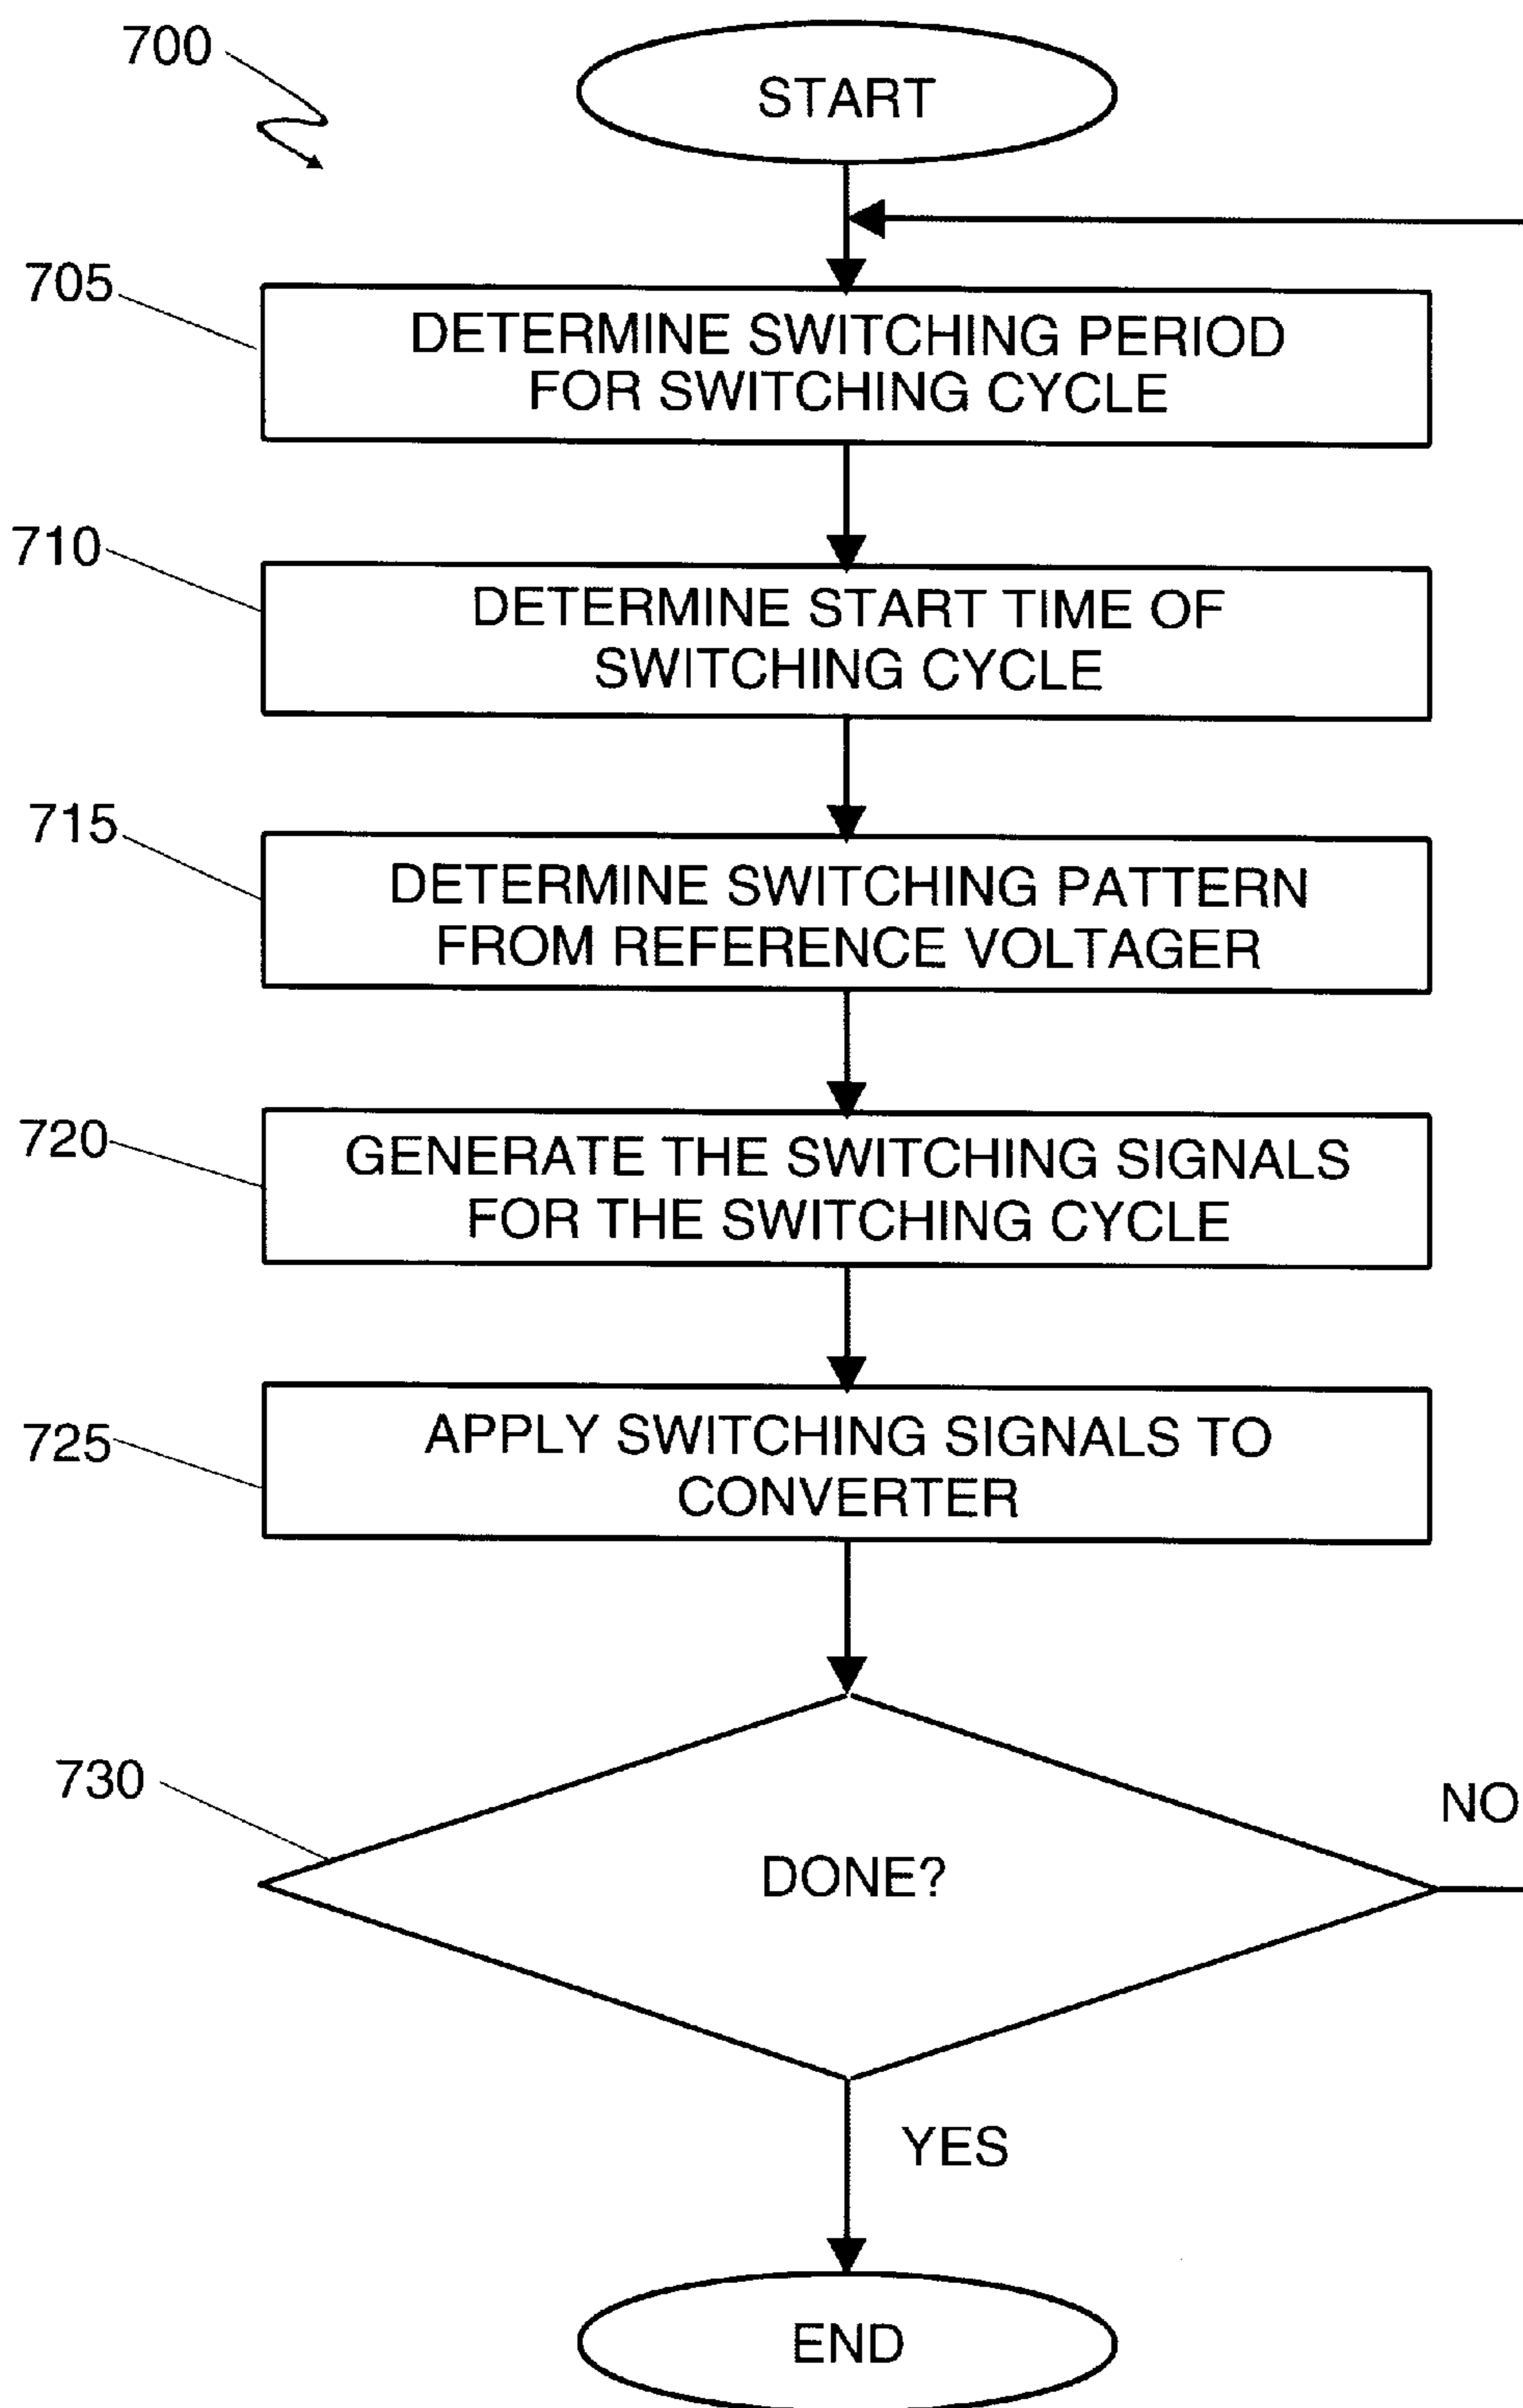 700
START
705
DETERMINE SWITCHING PERIOD
FOR SWITCHING CYCLE
710
DETERMINE START TIME OF
SWITCHING CYCLE
715
DETERMINE SWITCHING PATTERN
FROM REFERENCE VOLTAGER
720
GENERATE THE SWITCHING SIGNALS
FOR THE SWITCHING CYCLE
725
APPLY SWITCHING SIGNALS TO
CONVERTER
730
DONE?
NO
YES
END